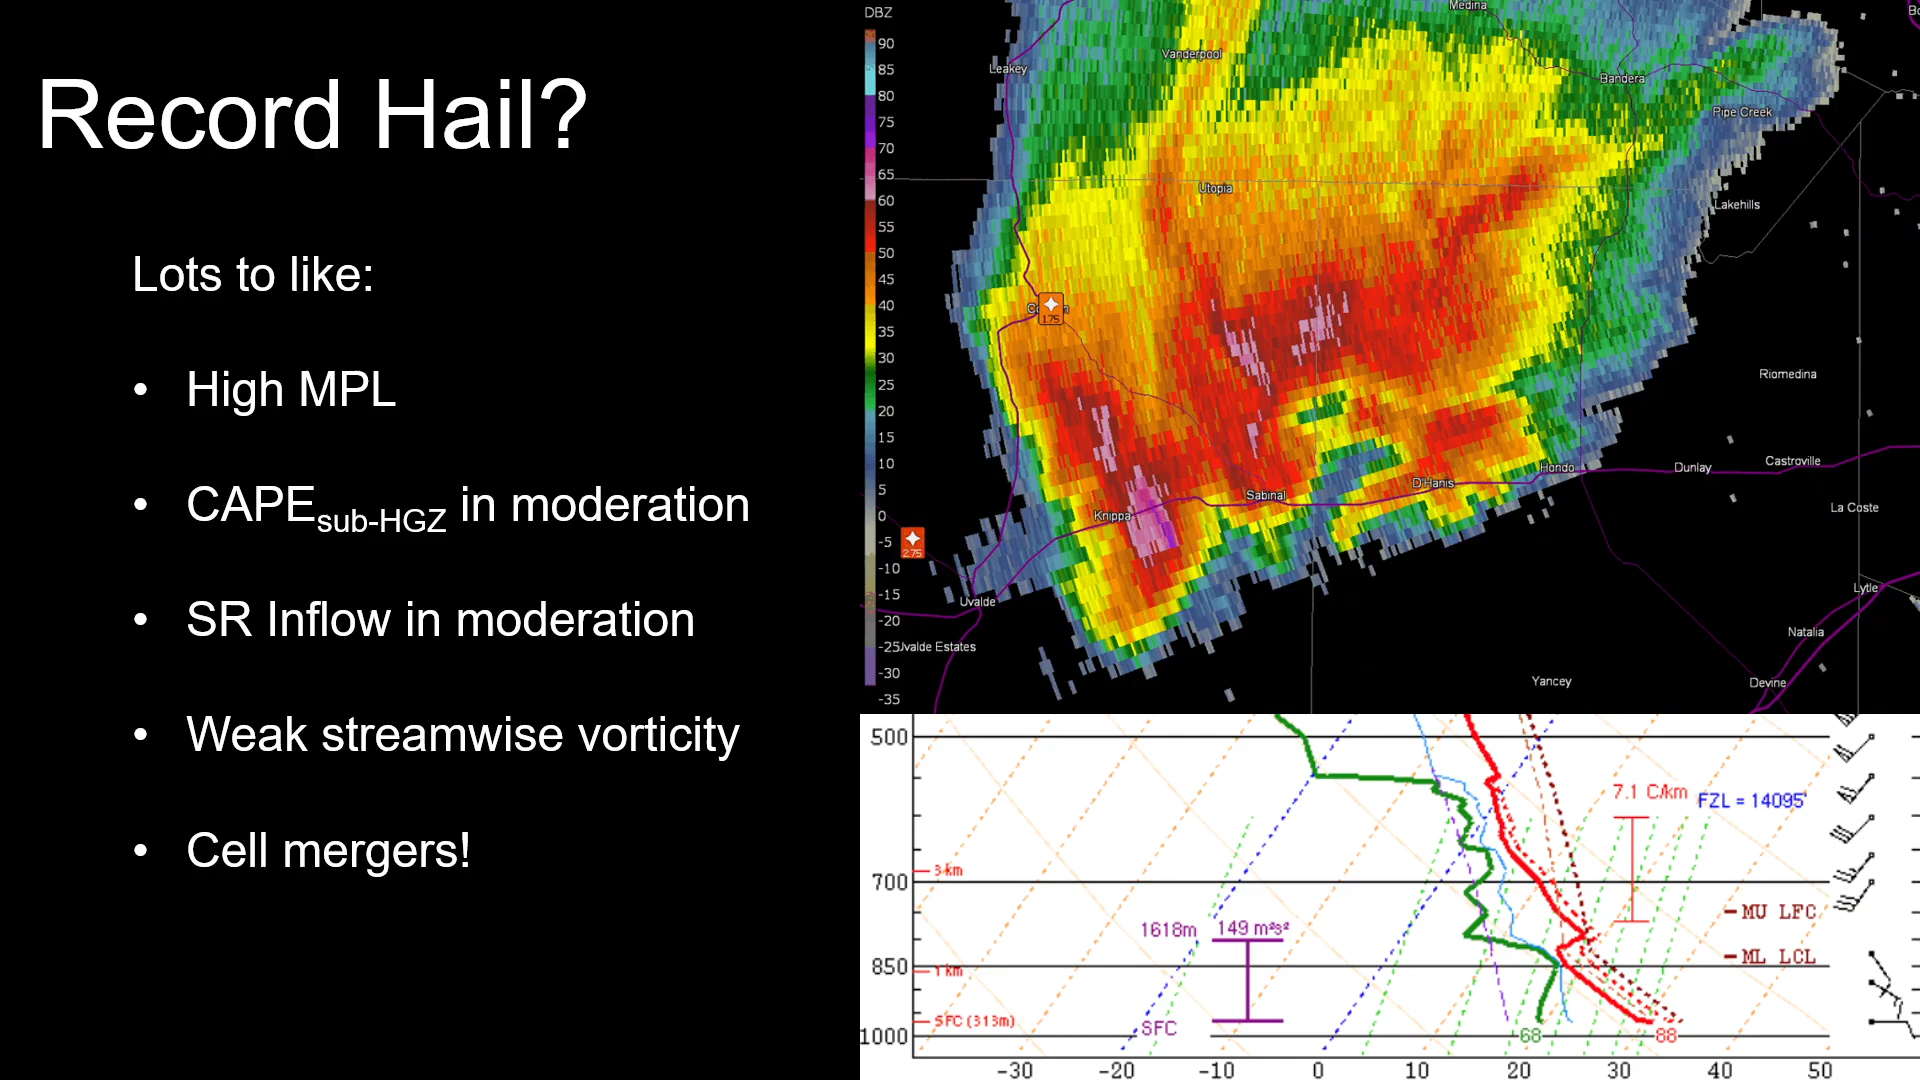 Record Hail?
Lots to like:
• High MPL
• CAPEsub-HGZ in moderation
• SR Inflow in moderation
• Weak streamwise vorticity
• Cell mergers!
DBZ
90
85
80
75
70
65
60
55
50
45
40
35
30
25
20
15
10
5
0
-5
-10
-15
-20
-25
-30
-35
Medina
Vanderpool
Leakey
Bandera
Pipe Creek
Utopia
Lakehills
1.75
Riomedina
Castroville
Hondo
Dunlay
D'Hanis
Sabinal
La Coste
Knippa
2.75
Lytle
Uvalde
Natalia
Uvalde Estates
Yancey
Devine
500
7.1 C/km
FZL = 14095'
3 km
700
MU LFC
1618m 149 m²s²
ML LCL
850
1 km
SFC (313m)
SFC
68
88
1000
-30 -20 -10 0 10 20 30 40 50